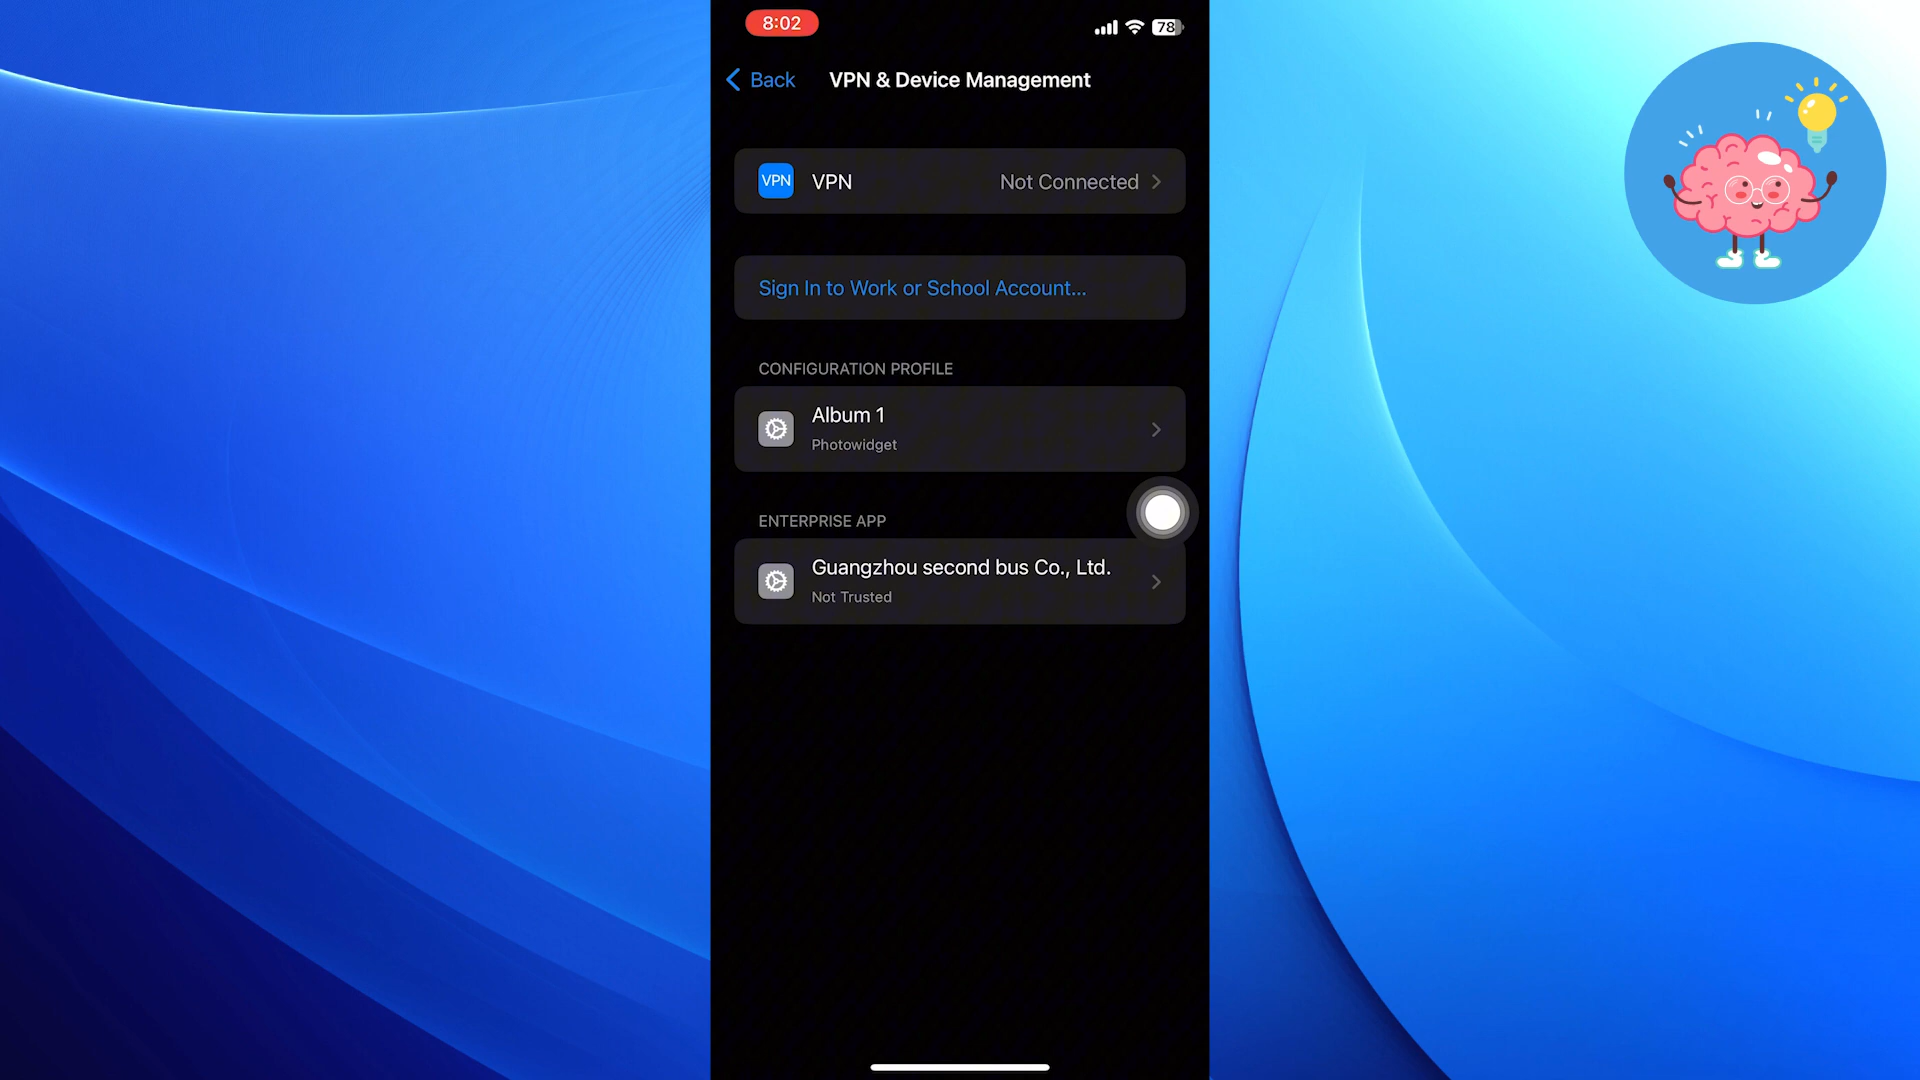 8:02
78
Back
VPN & Device Management
VPN
VPN
Not Connected
Sign In to Work or School Account...
CONFIGURATION PROFILE
Album 1
Photowidget
ENTERPRISE APP
Guangzhou second bus Co., Ltd.
Not Trusted